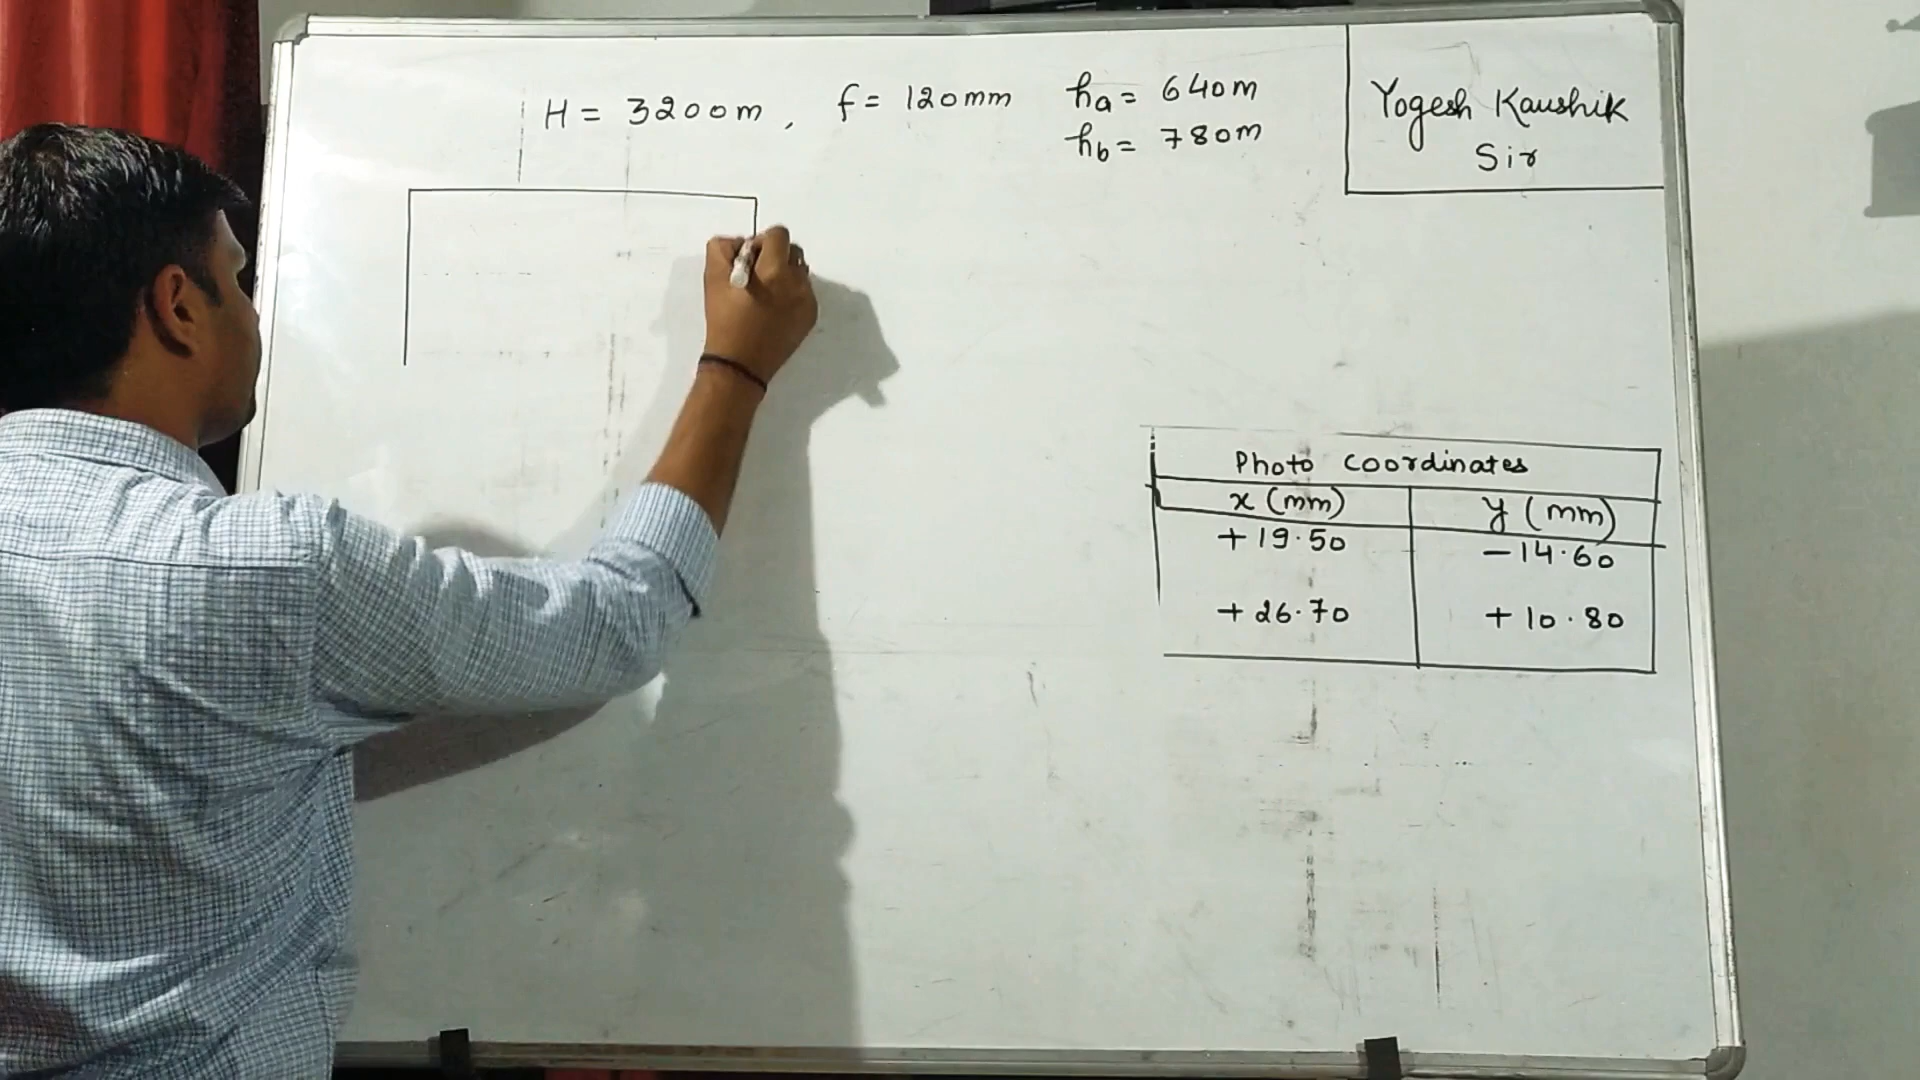 H = 3200m, f = 120mm
ha = 640m
hb = 780m
Yogesh Kaushik
Sir
Photo coordinates
x (mm) y (mm)
+19.50 -14.60
+26.70 +10.80